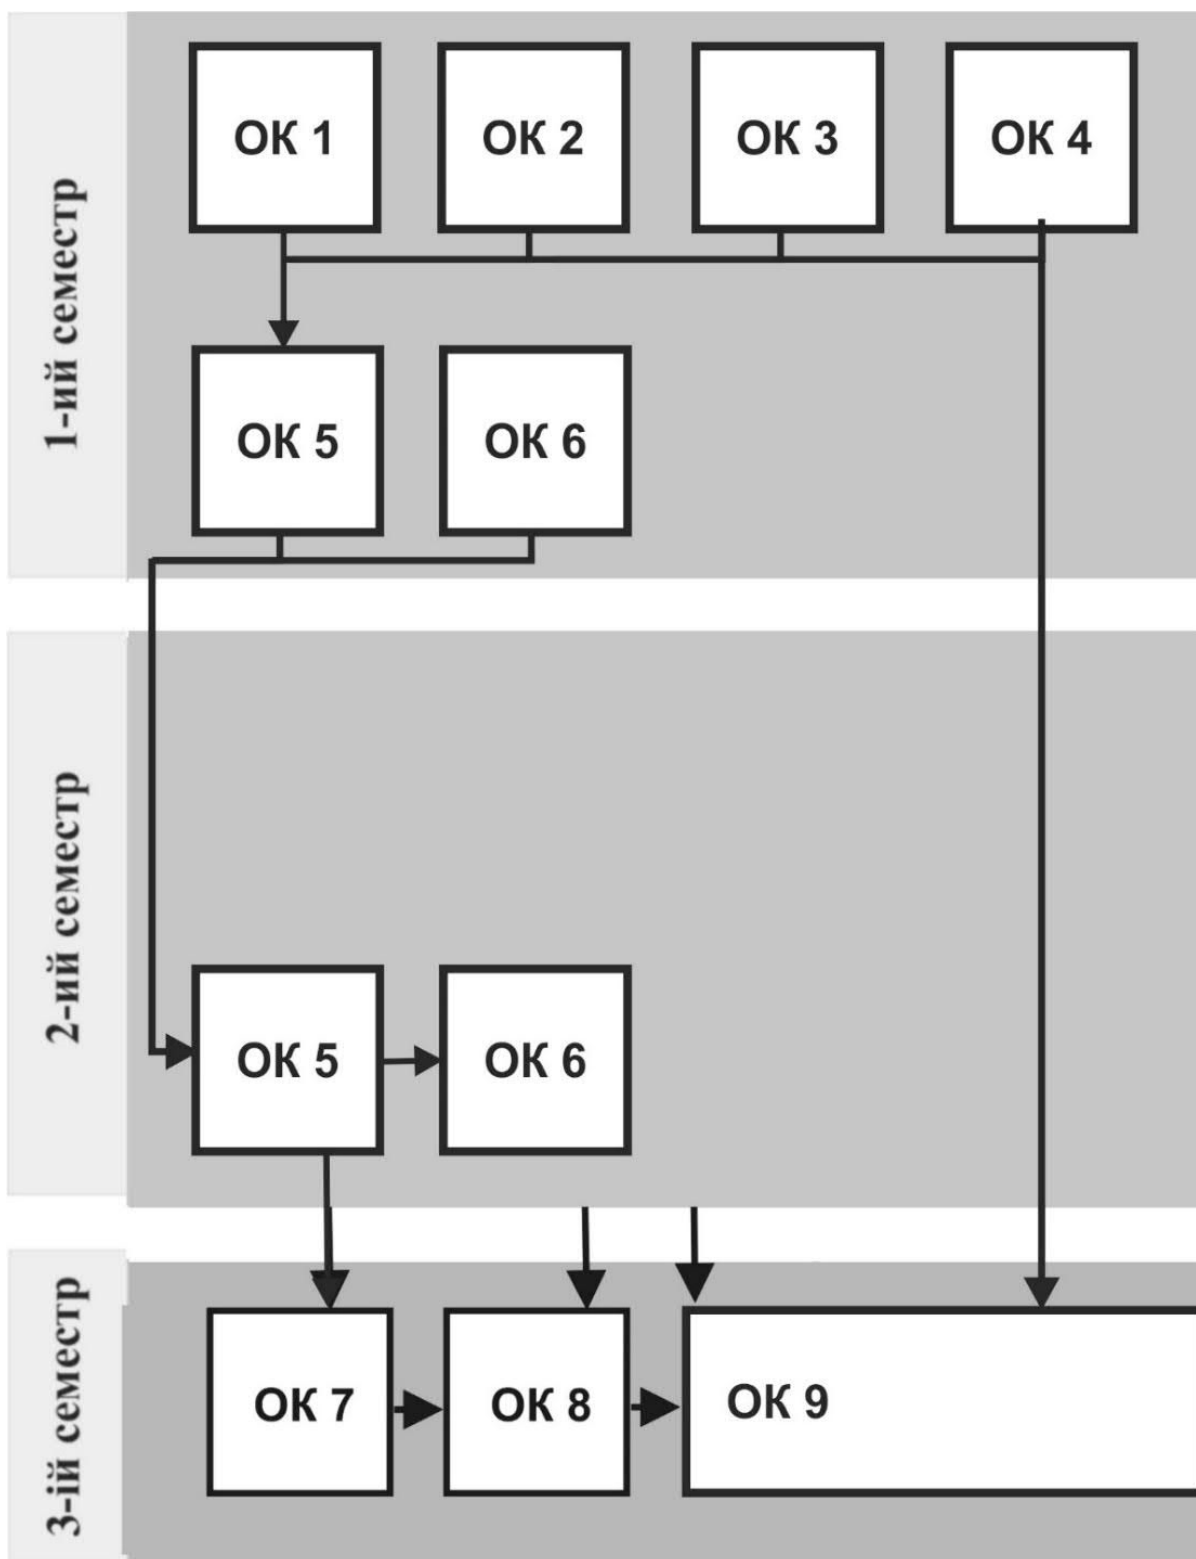 1-ий семестр
ОК 1
ОК 2
ОК 3
ОК 4
ОК 5
ОК 6
2-ий семестр
ОК 5
ОК 6
3-ій семестр
ОК 7
ОК 8
ОК 9